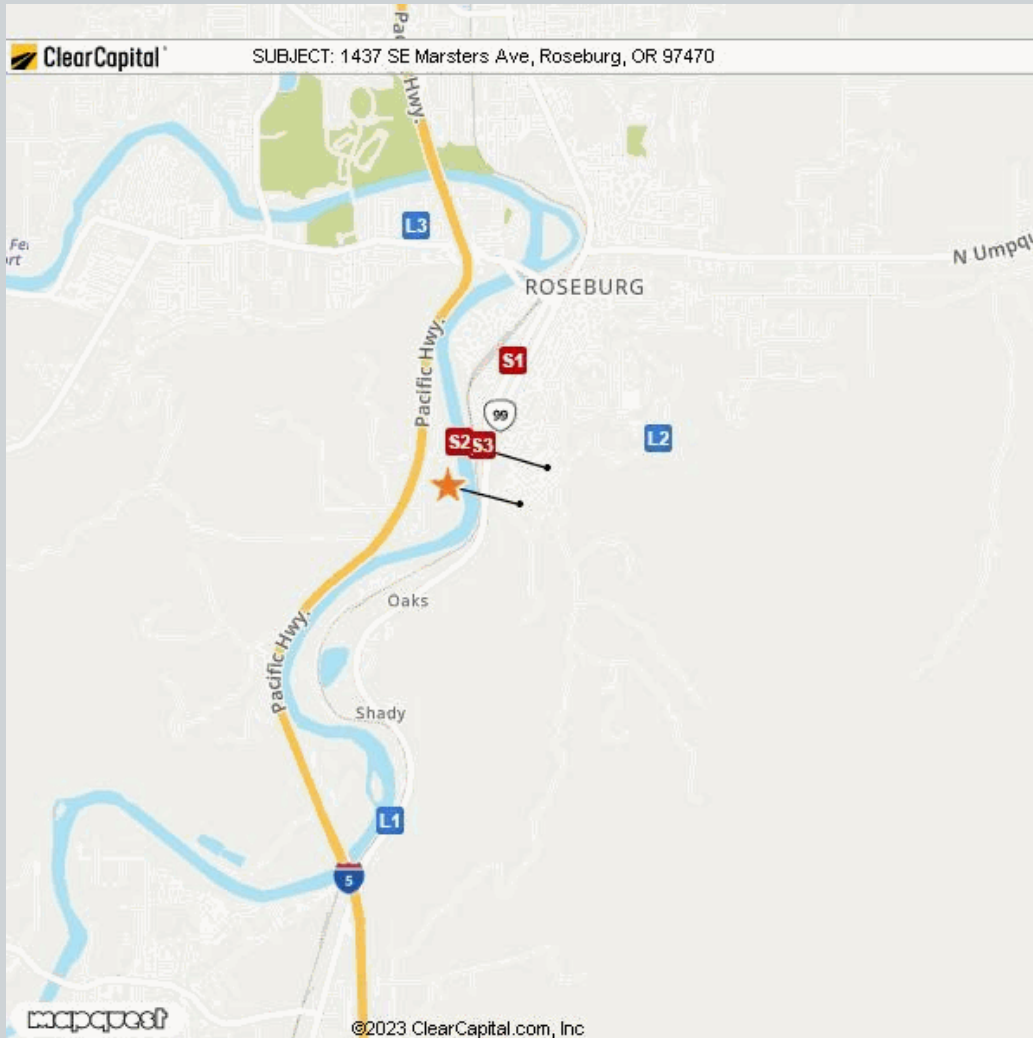 Pac
ClearCapital
SUBJECT: 1437 SE Marsters Ave, Roseburg, OR 97470
Hwy.
L3
N Umpqu
ROSEBURG
Pacific Hwy.
S1
99
S2
S3
L2
Oaks
Pacific Hwy.
Shady
L1
5
mapquest
©2023 ClearCapital.com, Inc